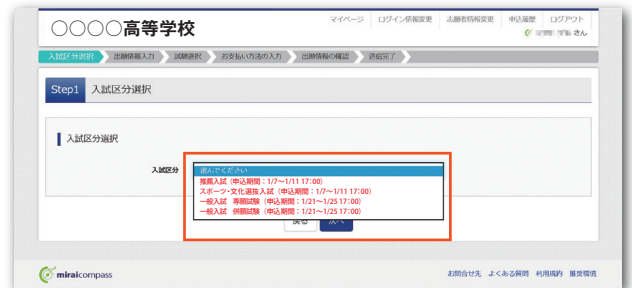 ○○○○高等学校
マイページ ログイン情報変更 志願者情報変更 申込履歴 ログアウト
さん
入試区分選択 出願情報入力 試験選択 お支払い方法の入力 出願情報の確認 送信完了
Step1 入試区分選択
入試区分選択
入試区分 選んでください
推薦入試（申込期間：1/7～1/11 17:00）
スポーツ・文化選抜入試（申込期間：1/7～1/11 17:00）
一般入試 専願試験（申込期間：1/21～1/25 17:00）
一般入試 併願試験（申込期間：1/21～1/25 17:00）
戻る 次へ
miraicompass
お問合せ先 よくある質問 利用規約 推奨環境